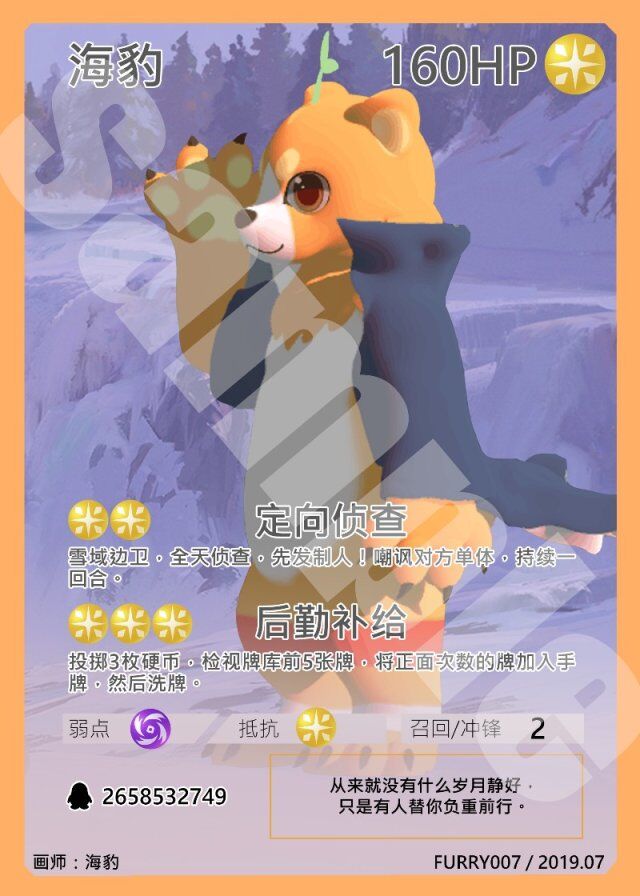 海豹 160HP
定向侦查
雪域边卫，全天侦查，先发制人！嘲讽对方单体，持续一
回合。
后勤补给
投掷3枚硬币，检视牌库前5张牌，将正面次数的牌加入手
牌，然后洗牌。
弱点 抵抗 召回/冲锋 2
从来就没有什么岁月静好，
只是有人替你负重前行。
2658532749
画师：海豹 FURRY007 / 2019.07
Sample